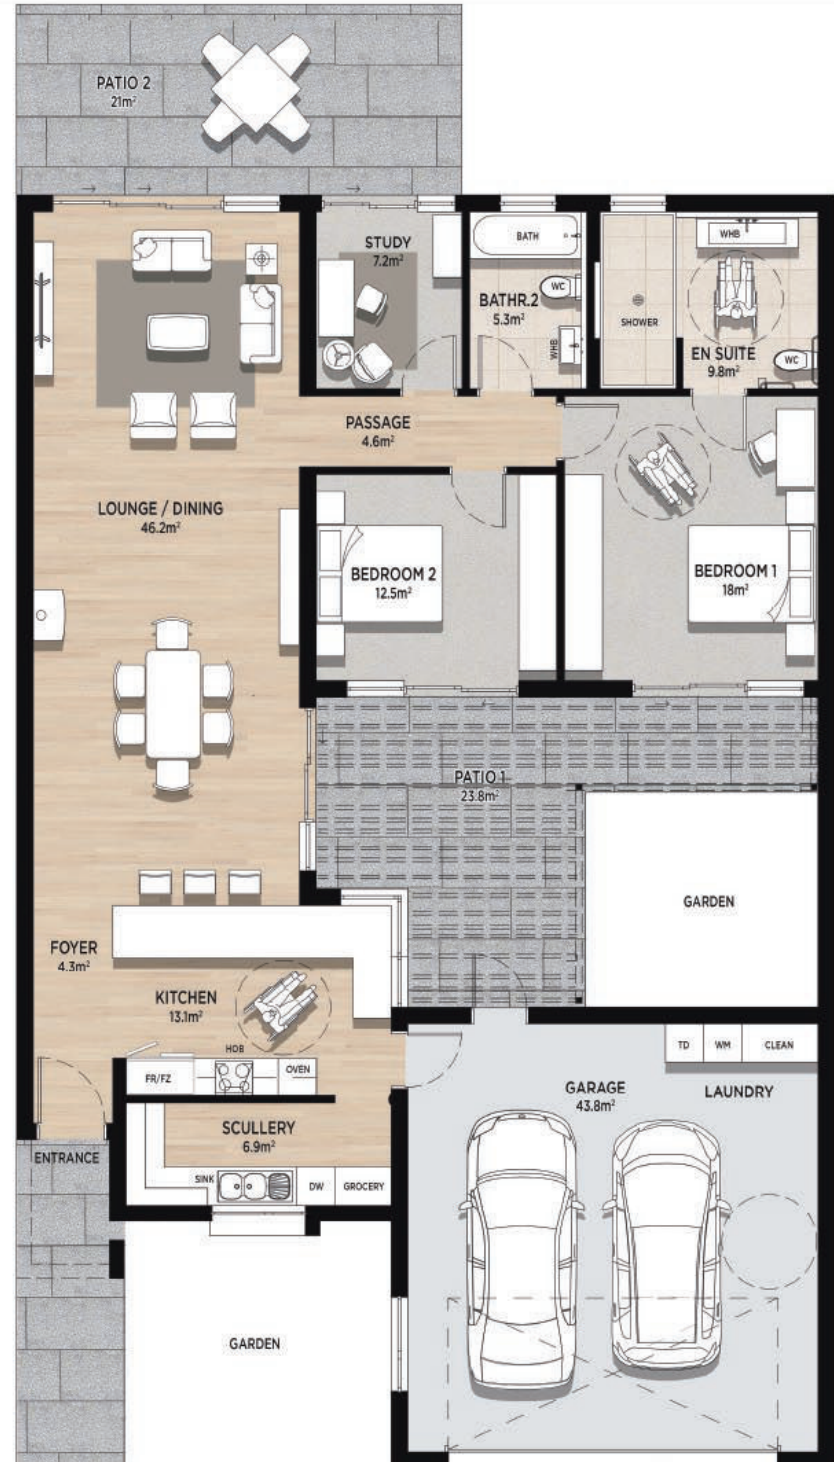 PATIO 2
21m²
STUDY
7.2m²
BATH
WHB
WC
BATHR.2
5.3m²
WHB
SHOWER
EN SUITE
9.8m²
WC
PASSAGE
4.6m²
LOUNGE / DINING
46.2m²
BEDROOM 2
12.5m²
BEDROOM 1
18m²
PATIO 1
23.8m²
GARDEN
FOYER
4.3m²
KITCHEN
13.1m²
HOB
FR/FZ
OVEN
TD
WM
CLEAN
GARAGE
43.8m²
LAUNDRY
SCULLERY
6.9m²
ENTRANCE
SINK
DW
GROCERY
GARDEN